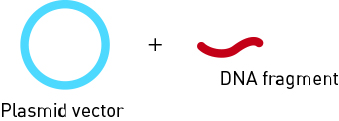 +
DNA fragment
Plasmid vector